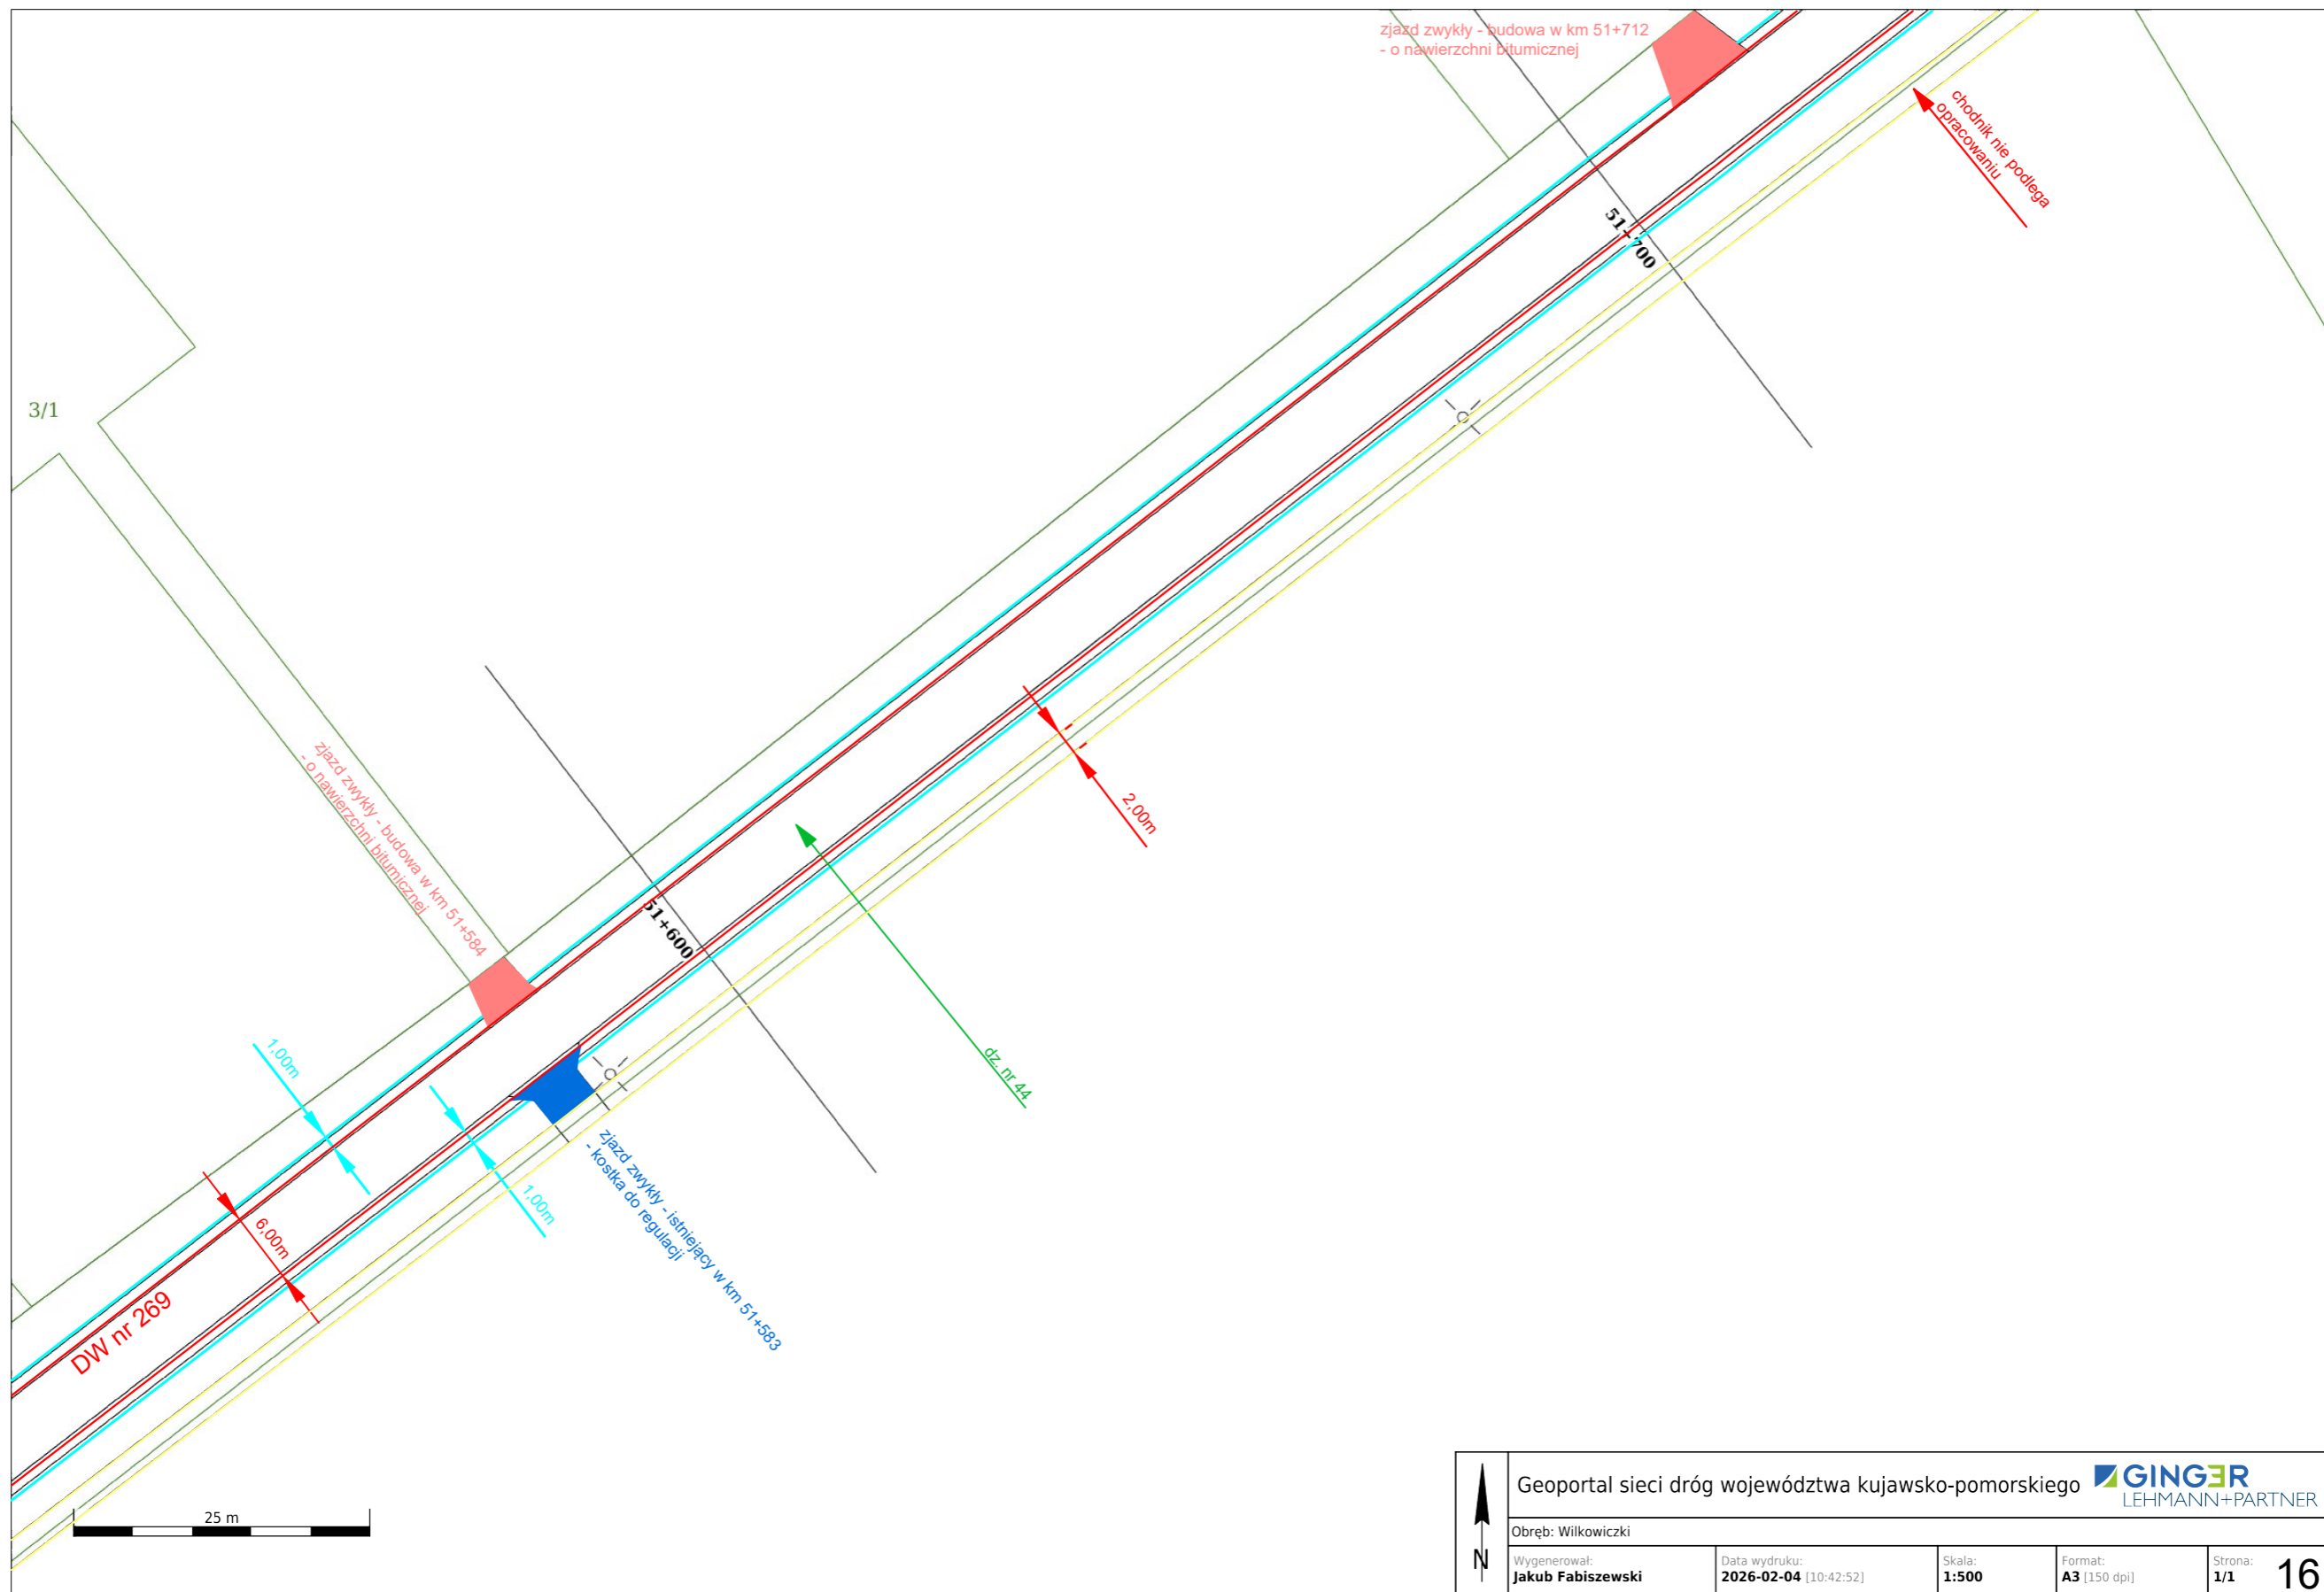 zjazd zwykły - budowa w km 51+712
- o nawierzchni bitumicznej
chodnik nie podlega
opracowaniu
51+700
3/1
2,00m
zjazd zwykły - budowa w km 51+584
- o nawierzchni bitumicznej
51+600
dz. nr 44
1,00m
1,00m
zjazd zwykły - istniejący w km 51+583
- kostka do regulacji
6,00m
DW nr 269
25 m
Geoportal sieci dróg województwa kujawsko-pomorskiego
GINGER
LEHMANN+PARTNER
Obręb: Wilkowiczki
N
Wygenerował:
Jakub Fabiszewski
Data wydruku:
2026-02-04 [10:42:52]
Skala:
1:500
Format:
A3 [150 dpi]
Strona:
1/1
16